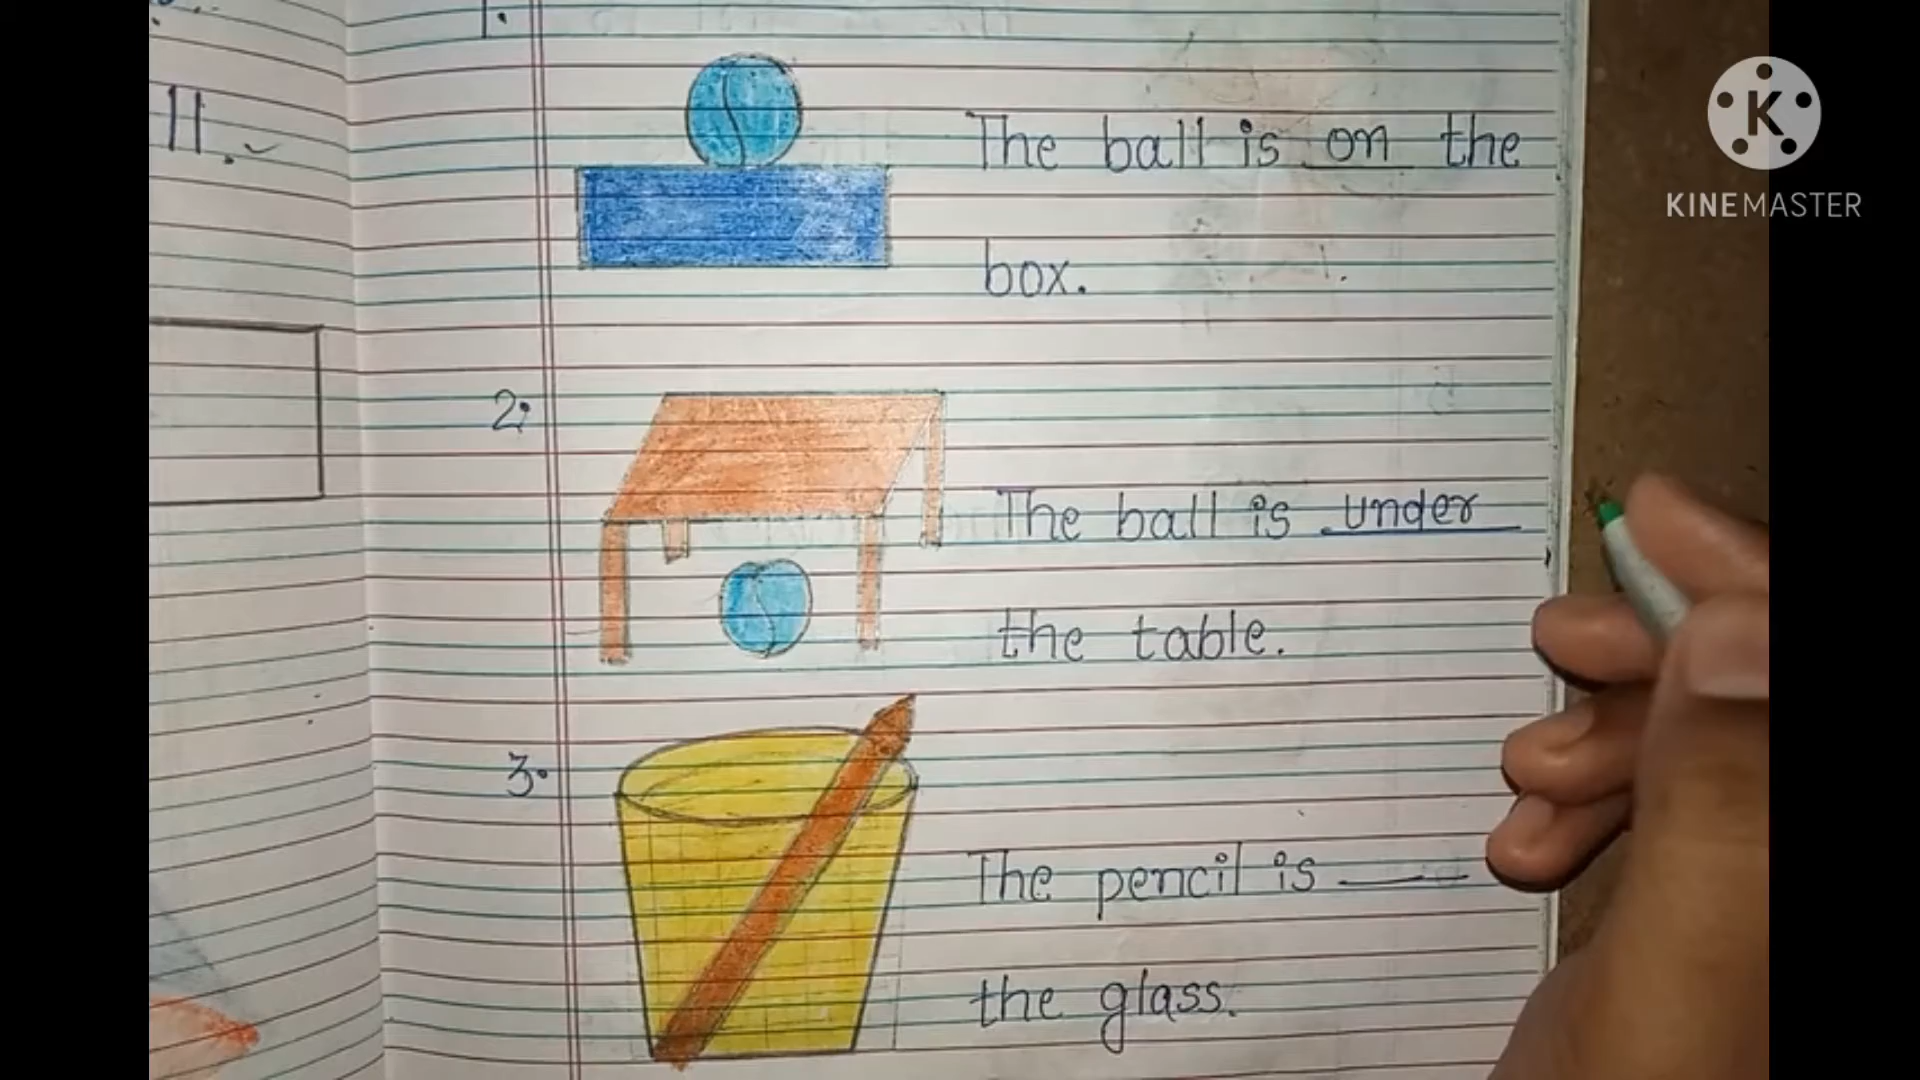 1.
11.
The ball is on the
box.
2.
The ball is under
the table.
3.
The pencil is
the glass.
K
KINEMASTER